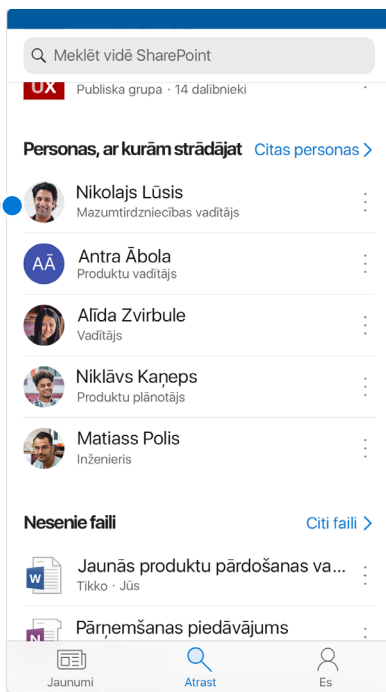 Meklēt vidē SharePoint
UX
Publiska grupa · 14 dalībnieki
Personas, ar kurām strādājat
Citas personas
Nikolajs Lūsis
Mazumtirdzniecības vadītājs
AĀ
Antra Ābola
Produktu vadītājs
Alīda Zvirbule
Vadītājs
Niklāvs Kaņeps
Produktu plānotājs
Matiass Polis
Inženieris
Nesenie faili
Citi faili
W
Jaunās produktu pārdošanas va...
Tikko · Jūs
N
Pārņemšanas piedāvājums
Jaunumi
Atrast
Es